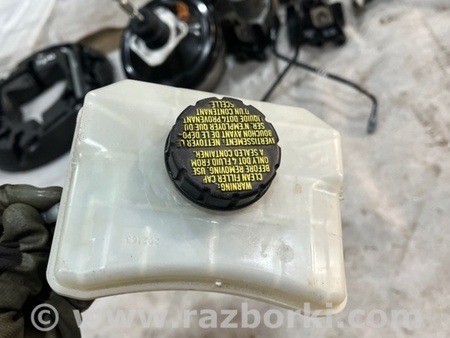 WARNING:
CLEAN FILLER CAP
BEFORE REMOVING. USE
ONLY DOT 4 FLUID FROM
A SEALED CONTAINER.
AVERTISSEMENT: NETTOYER LE
BOUCHON AVANT DE LE DEPO
SER. N'EMPLOYER QUE DU
LIQUIDE DOT4 PROVENANT
D'UN CONTENANT
SCELLE
© www.razborki.com